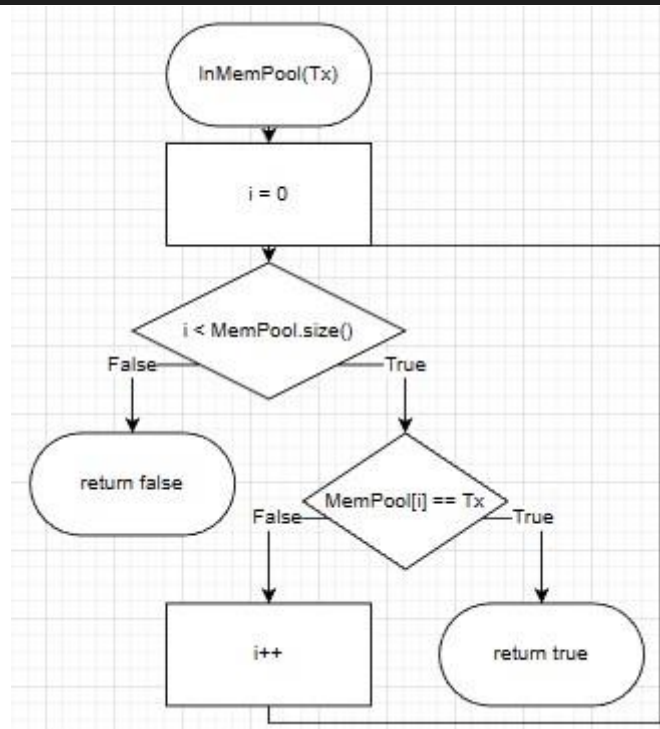 InMemPool(Tx)
i = 0
i < MemPool.size()
False
True
return false
MemPool[i] == Tx
False
True
i++
return true